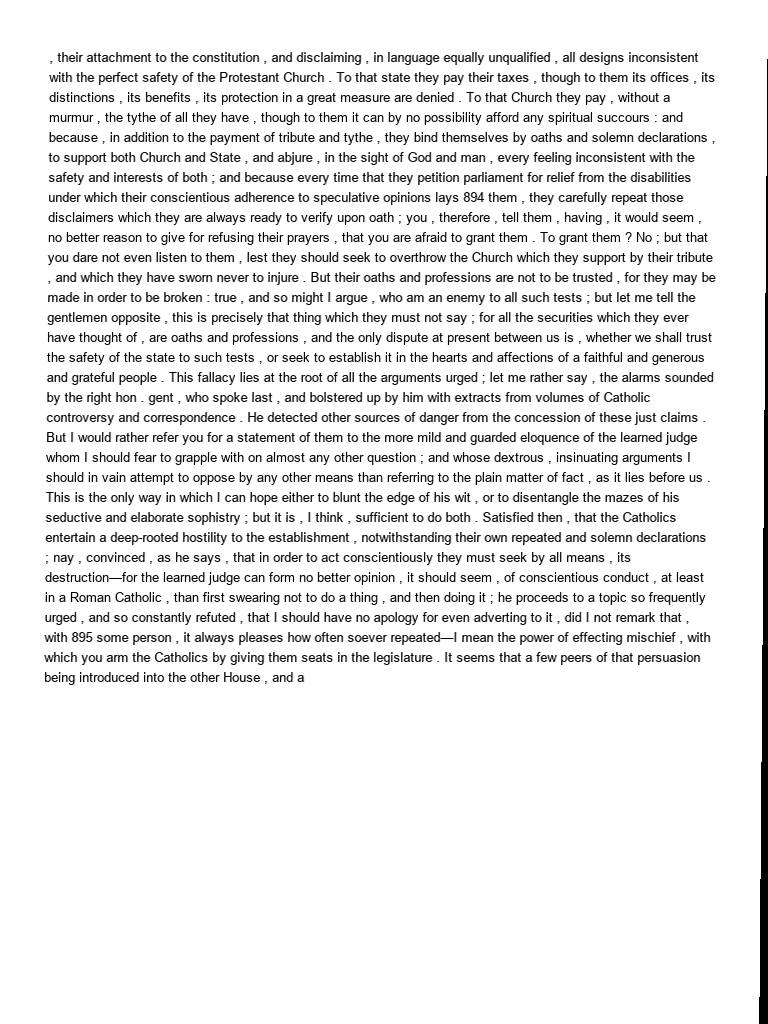 , their attachment to the constitution , and disclaiming , in language equally unqualified , all designs inconsistent
with the perfect safety of the Protestant Church . To that state they pay their taxes , though to them its offices , its
distinctions , its benefits , its protection in a great measure are denied . To that Church they pay , without a
murmur , the tythe of all they have , though to them it can by no possibility afford any spiritual succours : and
because , in addition to the payment of tribute and tythe , they bind themselves by oaths and solemn declarations ,
to support both Church and State , and abjure , in the sight of God and man , every feeling inconsistent with the
safety and interests of both ; and because every time that they petition parliament for relief from the disabilities
under which their conscientious adherence to speculative opinions lays 894 them , they carefully repeat those
disclaimers which they are always ready to verify upon oath ; you , therefore , tell them , having , it would seem ,
no better reason to give for refusing their prayers , that you are afraid to grant them . To grant them ? No ; but that
you dare not even listen to them , lest they should seek to overthrow the Church which they support by their tribute
, and which they have sworn never to injure . But their oaths and professions are not to be trusted , for they may be
made in order to be broken : true , and so might I argue , who am an enemy to all such tests ; but let me tell the
gentlemen opposite , this is precisely that thing which they must not say ; for all the securities which they ever
have thought of , are oaths and professions , and the only dispute at present between us is , whether we shall trust
the safety of the state to such tests , or seek to establish it in the hearts and affections of a faithful and generous
and grateful people . This fallacy lies at the root of all the arguments urged ; let me rather say , the alarms sounded
by the right hon . gent , who spoke last , and bolstered up by him with extracts from volumes of Catholic
controversy and correspondence . He detected other sources of danger from the concession of these just claims .
But I would rather refer you for a statement of them to the more mild and guarded eloquence of the learned judge
whom I should fear to grapple with on almost any other question ; and whose dextrous , insinuating arguments I
should in vain attempt to oppose by any other means than referring to the plain matter of fact , as it lies before us .
This is the only way in which I can hope either to blunt the edge of his wit , or to disentangle the mazes of his
seductive and elaborate sophistry ; but it is , I think , sufficient to do both . Satisfied then , that the Catholics
entertain a deep-rooted hostility to the establishment , notwithstanding their own repeated and solemn declarations
; nay , convinced , as he says , that in order to act conscientiously they must seek by all means , its
destruction—for the learned judge can form no better opinion , it should seem , of conscientious conduct , at least
in a Roman Catholic , than first swearing not to do a thing , and then doing it ; he proceeds to a topic so frequently
urged , and so constantly refuted , that I should have no apology for even adverting to it , did I not remark that ,
with 895 some person , it always pleases how often soever repeated—I mean the power of effecting mischief , with
which you arm the Catholics by giving them seats in the legislature . It seems that a few peers of that persuasion
being introduced into the other House , and a